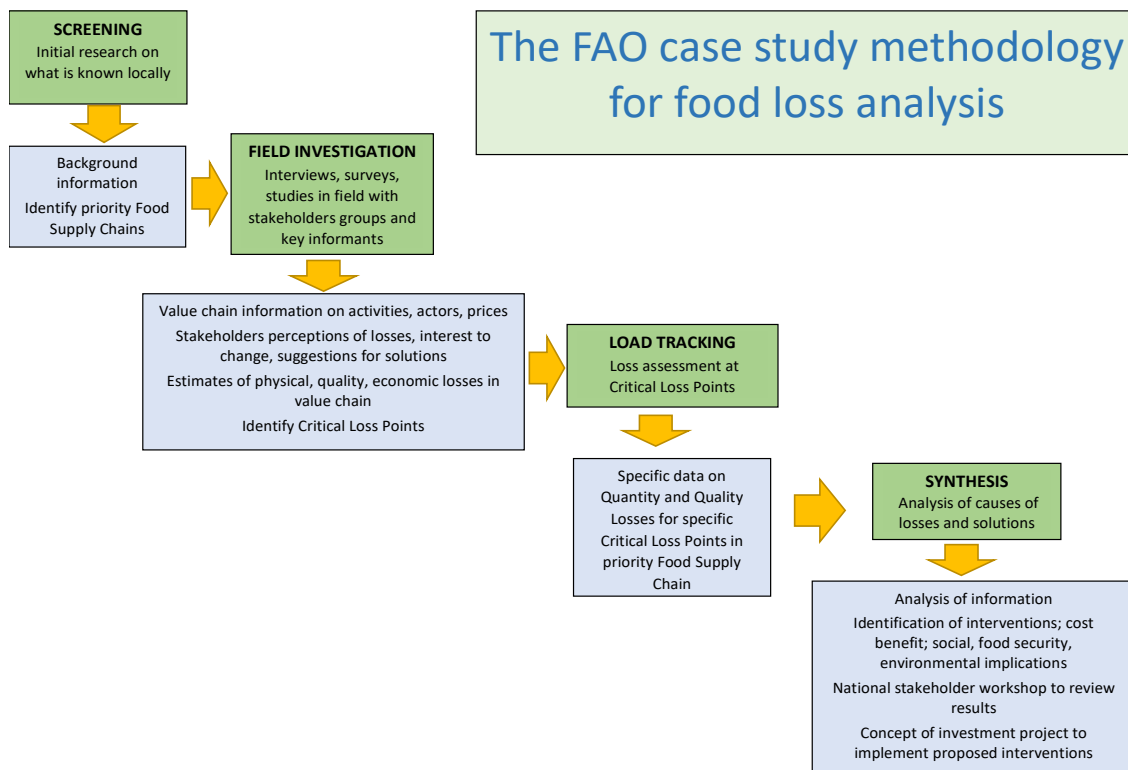 The FAO case study methodology
for food loss analysis
SCREENING
Initial research on
what is known locally
Background
information
Identify priority Food
Supply Chains
FIELD INVESTIGATION
Interviews, surveys,
studies in field with
stakeholders groups and
key informants
Value chain information on activities, actors, prices
Stakeholders perceptions of losses, interest to
change, suggestions for solutions
Estimates of physical, quality, economic losses in
value chain
Identify Critical Loss Points
LOAD TRACKING
Loss assessment at
Critical Loss Points
Specific data on
Quantity and Quality
Losses for specific
Critical Loss Points in
priority Food Supply
Chain
SYNTHESIS
Analysis of causes of
losses and solutions
Analysis of information
Identification of interventions; cost
benefit; social, food security,
environmental implications
National stakeholder workshop to review
results
Concept of investment project to
implement proposed interventions